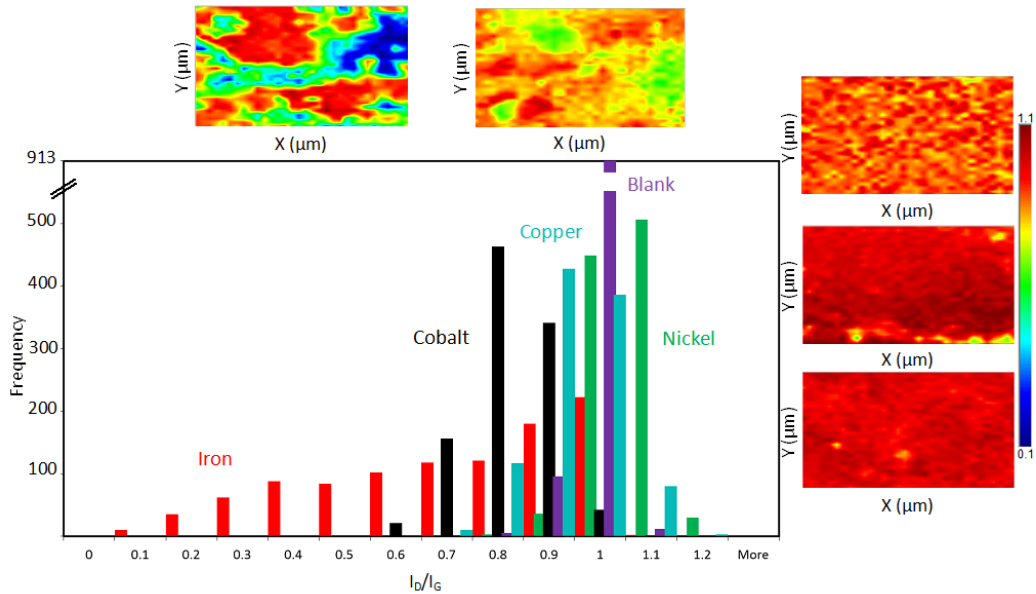 Y (µm)
X (µm)
Y (µm)
X (µm)
Y (µm)
X (µm)
Y (µm)
X (µm)
Y (µm)
X (µm)
1.1
0.1
913
500
400
300
200
100
Frequency
Iron
Cobalt
Copper
Blank
Nickel
0 0.1 0.2 0.3 0.4 0.5 0.6 0.7 0.8 0.9 1 1.1 1.2 More
ID/IG